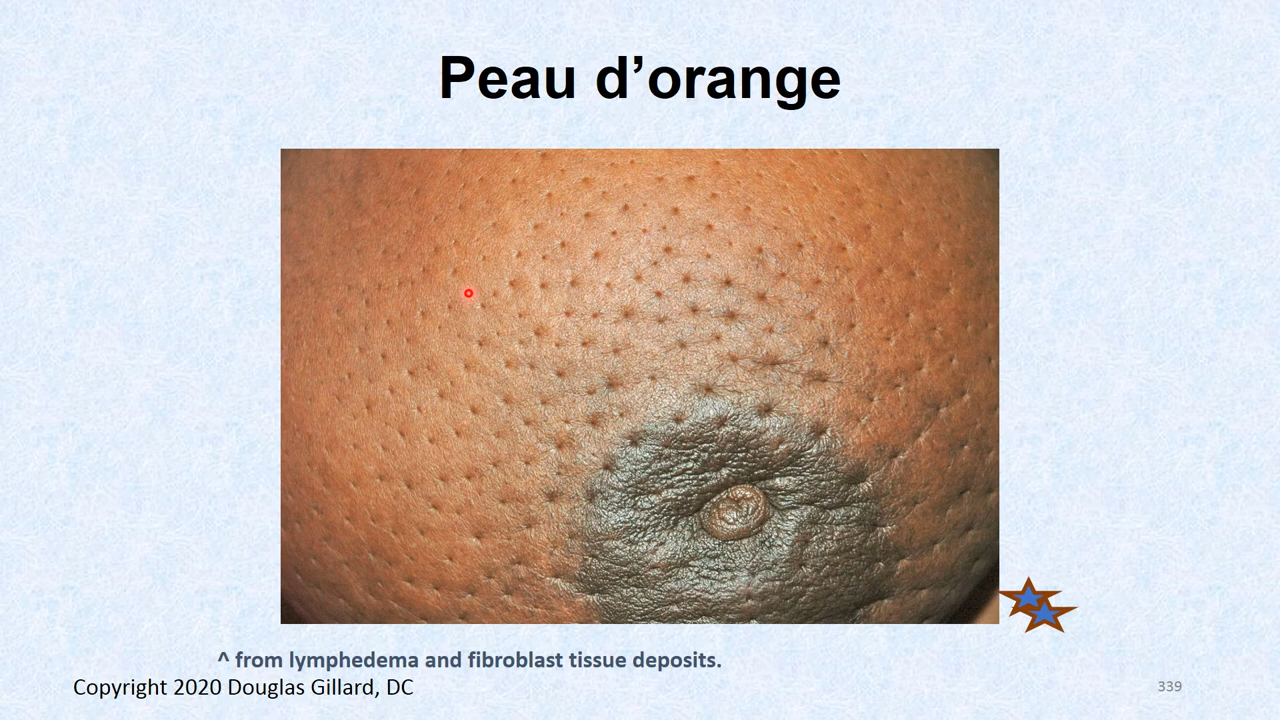 Peau d’orange
^ from lymphedema and fibroblast tissue deposits.
Copyright 2020 Douglas Gillard, DC
339